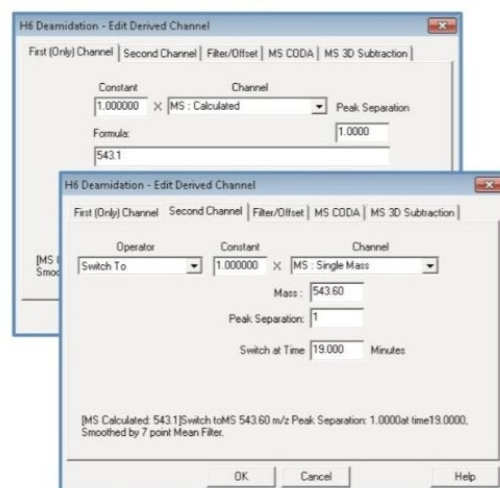 H6 Deamidation - Edit Derived Channel
First (Only) Channel Second Channel Filter/Offset MS CODA MS 3D Subtraction
Constant Channel
1.000000 X MS : Calculated Peak Separation
Formula: 1.0000
543.1
[MS
Smoo
H6 Deamidation - Edit Derived Channel
First (Only) Channel Second Channel Filter/Offset MS CODA MS 3D Subtraction
Operator Constant Channel
Switch To 1.000000 X MS : Single Mass
Mass : 543.60
Peak Separation: 1
Switch at Time 19.000 Minutes
[MS Calculated: 543.1]Switch toMS 543.60 m/z Peak Separation: 1.0000at time19.0000,
Smoothed by 7 point Mean Filter.
OK Cancel Help